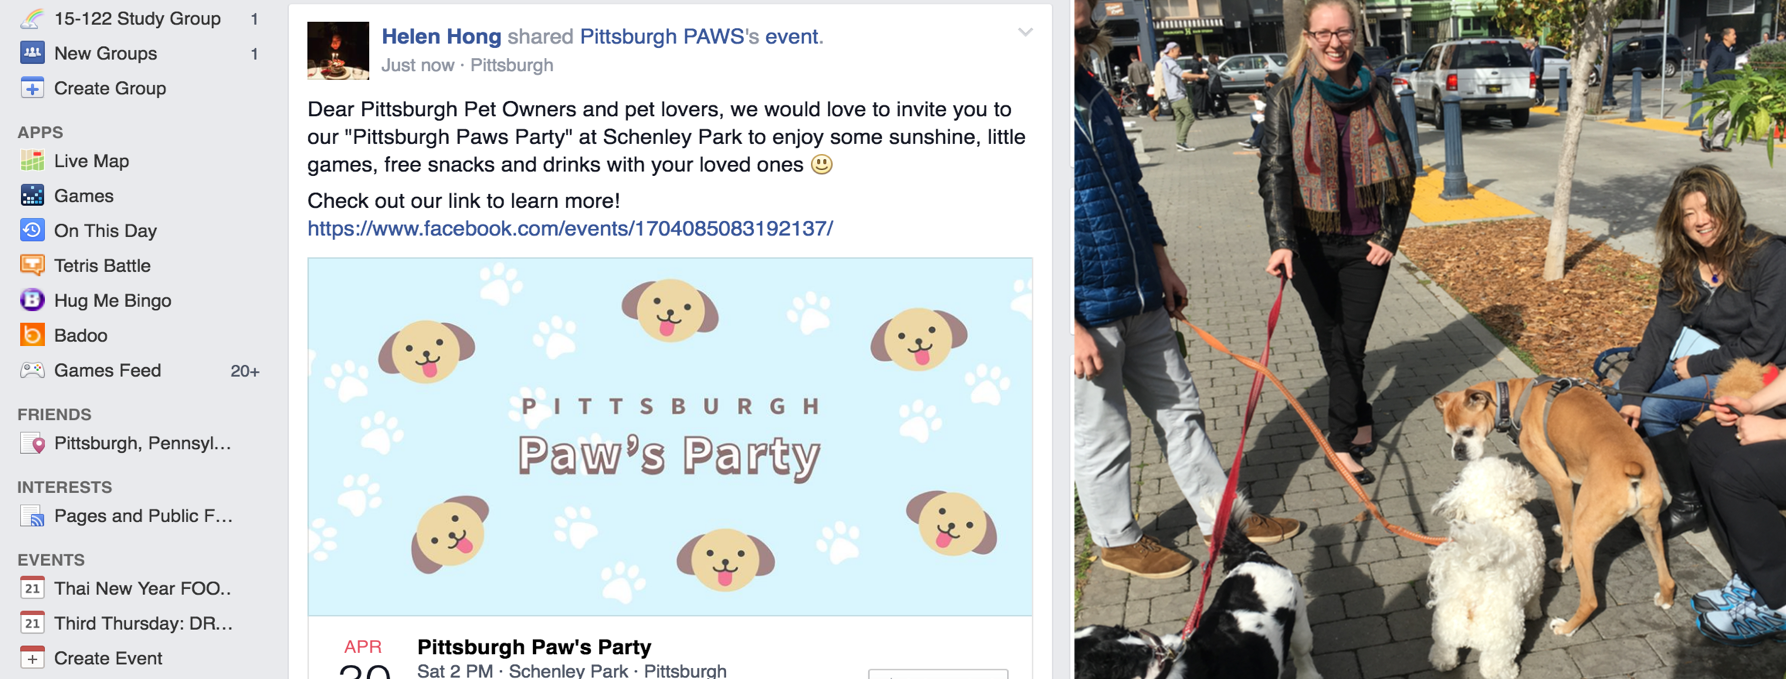 15-122 Study Group 1
New Groups 1
Create Group
APPS
Live Map
Games
On This Day
Tetris Battle
Hug Me Bingo
Badoo
Games Feed 20+
FRIENDS
Pittsburgh, Pennsyl...
INTERESTS
Pages and Public F...
EVENTS
21 Thai New Year FOO..
21 Third Thursday: DR...
Create Event
Helen Hong shared Pittsburgh PAWS's event.
Just now · Pittsburgh
Dear Pittsburgh Pet Owners and pet lovers, we would love to invite you to
our "Pittsburgh Paws Party" at Schenley Park to enjoy some sunshine, little
games, free snacks and drinks with your loved ones
Check out our link to learn more!
https://www.facebook.com/events/1704085083192137/
PITTSBURGH
Paw's Party
APR
Pittsburgh Paw's Party
Sat 2 PM · Schenley Park · Pittsburgh